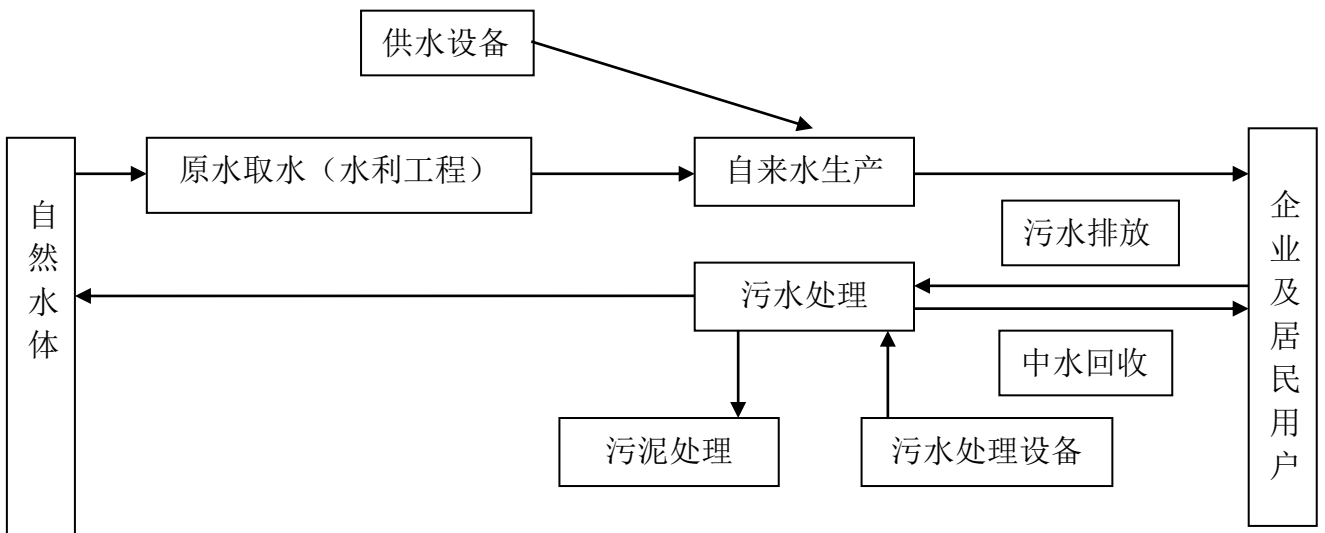 供水设备
原水取水（水利工程）
自来水生产
自然水体
企业及居民用户
污水排放
污水处理
中水回收
污泥处理
污水处理设备